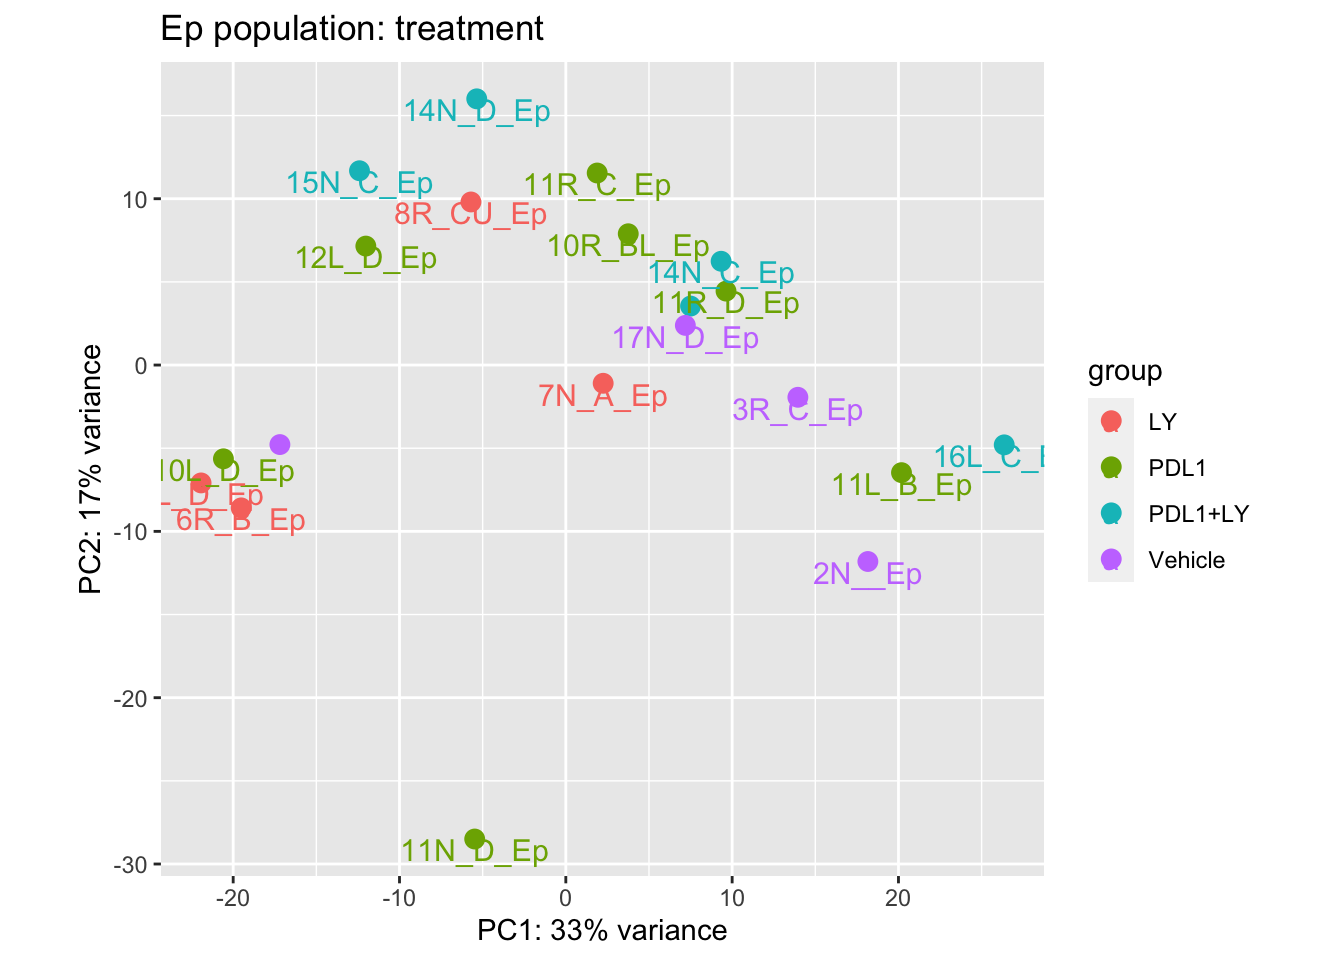 Ep population: treatment
14N_D_Ep
15N_C_Ep
11R_C_Ep
8R_CU_Ep
10R_BL_Ep
12L_D_Ep
14N_C_Ep
11R_D_Ep
17N_D_Ep
7N_A_Ep
3R_C_Ep
16L_C_E
10L_D_Ep
_D_Ep
6R_B_Ep
11L_B_Ep
2N__Ep
11N_D_Ep
10
0
-10
-20
-30
-20
-10
0
10
20
PC1: 33% variance
PC2: 17% variance
group
LY
PDL1
PDL1+LY
Vehicle